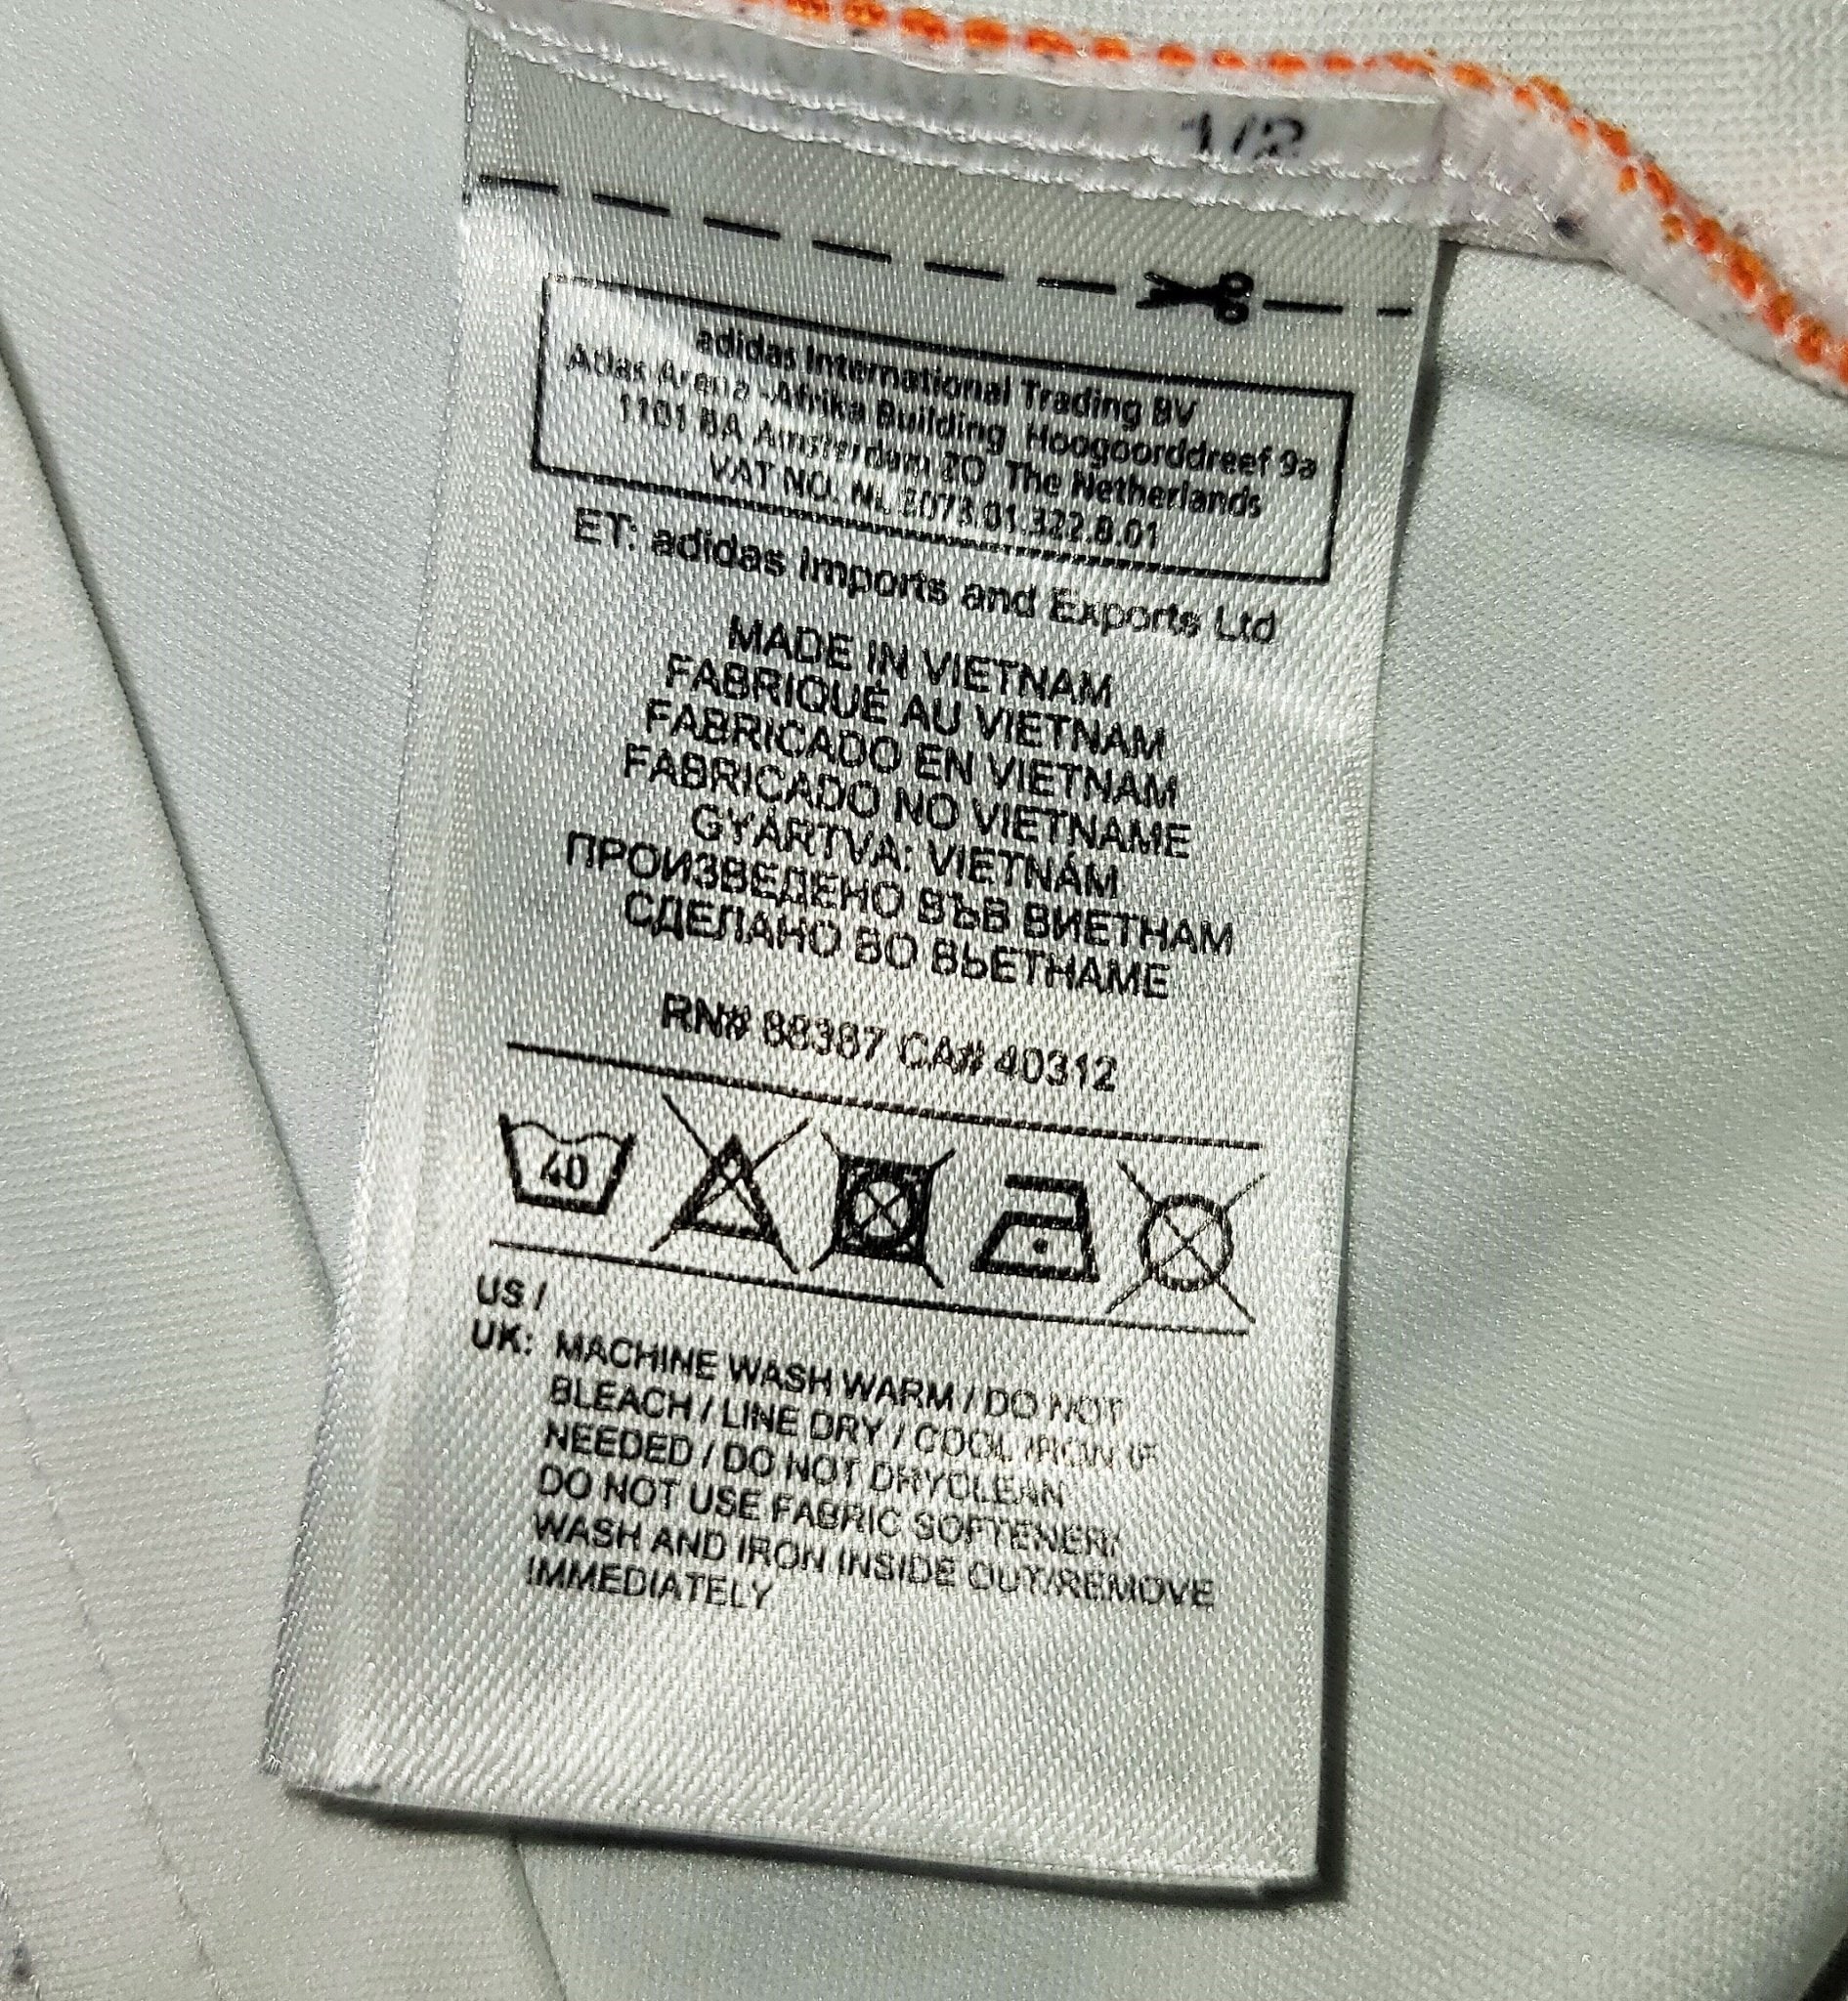 1/2
adidas International Trading BV
Atlas Arena -Afrika Building Hoogoorddreef 9a
1101 BA Amsterdam ZO The Netherlands
VAT NO. NL 8073.01.322.B.01
ET: adidas Imports and Exports Ltd
MADE IN VIETNAM
FABRIQUÉ AU VIETNAM
FABRICADO EN VIETNAM
FABRICADO NO VIETNAME
GYÁRTVA: VIETNÁM
ПРОИЗВЕДЕНО ВЪВ ВИЕТНАМ
СДЕЛАНО ВО ВЬЕТНАМЕ
RN# 88387 CA# 40312
40
US /
UK: MACHINE WASH WARM / DO NOT
BLEACH / LINE DRY / COOL IRON IF
NEEDED / DO NOT DRYCLEAN
DO NOT USE FABRIC SOFTENER/
WASH AND IRON INSIDE OUT/REMOVE
IMMEDIATELY